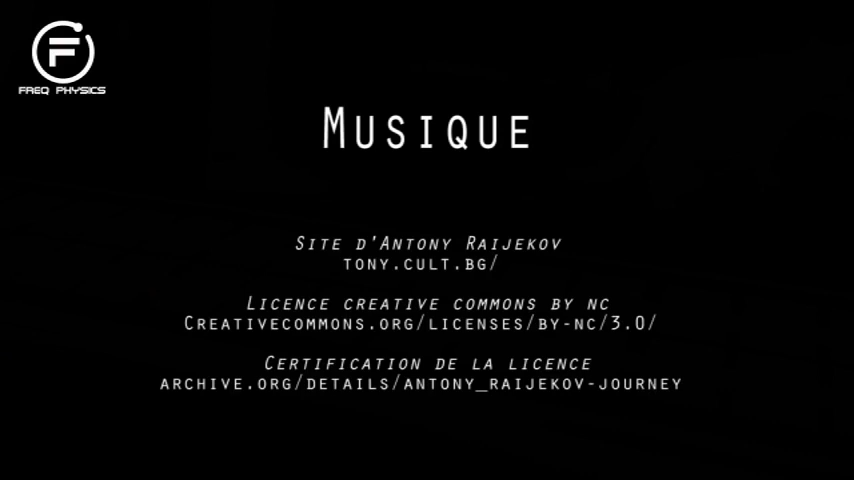 FREQ PHYSICS
Musique
Site d'Antony Raijekov
tony.cult.bg/
Licence creative commons by nc
Creativecommons.org/licenses/by-nc/3.0/
Certification de la licence
archive.org/details/antony_raijekov-journey